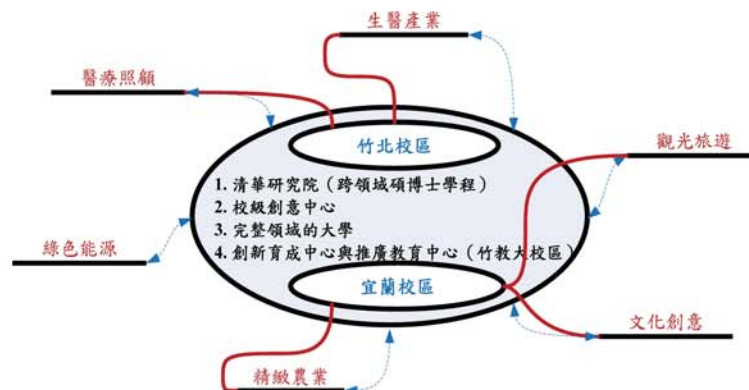 生醫產業
醫療照顧
竹北校區
觀光旅遊
1. 清華研究院（跨領域碩博士學程）
2. 校級創意中心
3. 完整領域的大學
4. 創新育成中心與推廣教育中心（竹教大校區）
綠色能源
宜蘭校區
文化創意
精緻農業